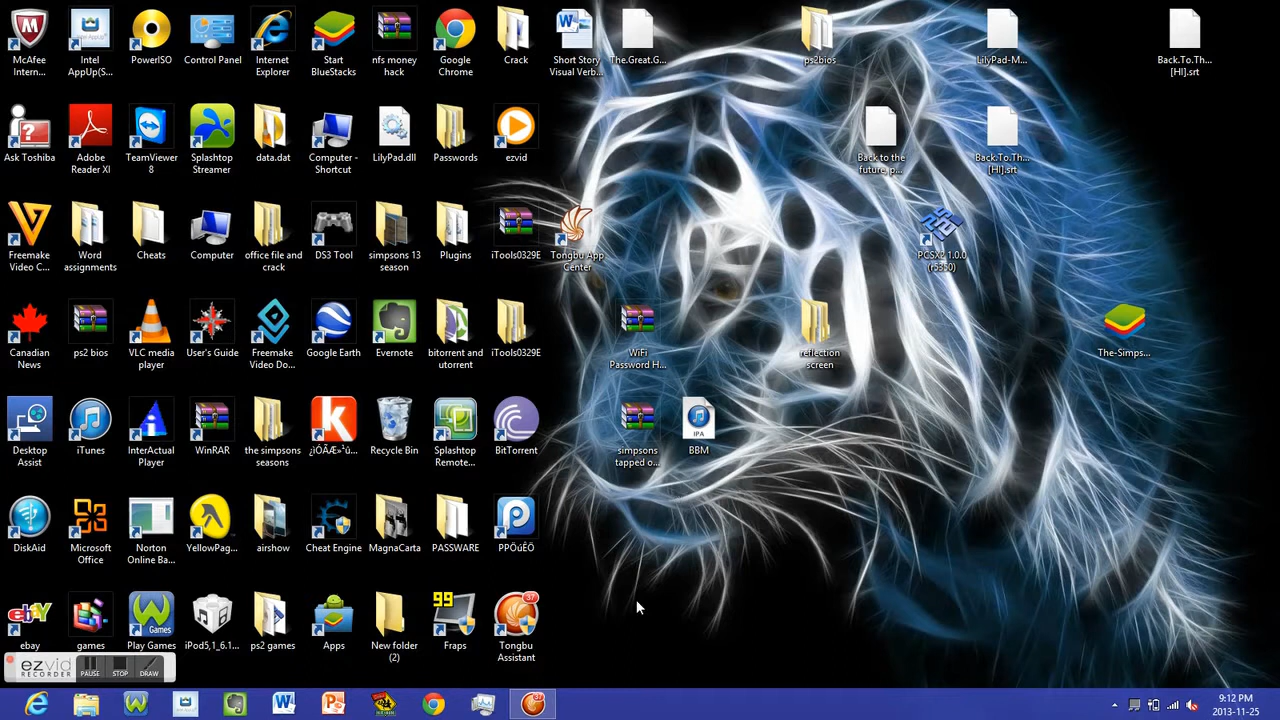 McAfee
Intern...
Intel
AppUp(S...
PowerISO
Control Panel
Internet
Explorer
Start
BlueStacks
nfs money
hack
Google
Chrome
Crack
Short Story
Visual Verb...
The.Great.G...
ps2bios
LilyPad-M...
Back.To.Th...
[HI].srt
Ask Toshiba
Adobe
Reader XI
TeamViewer
8
Splashtop
Streamer
data.dat
Computer -
Shortcut
LilyPad.dll
Passwords
ezvid
Back to the
future, p...
Back.To.Th...
[HI].srt
Freemake
Video C...
Word
assignments
Cheats
Computer
office file and
crack
DS3 Tool
simpsons 13
season
Plugins
iTools0329E
Tongbu App
Center
PCSX2 1.0.0
(r5350)
Canadian
News
ps2 bios
VLC media
player
User's Guide
Freemake
Video Do...
Google Earth
Evernote
bitorrent and
utorrent
iTools0329E
WiFi
Password H...
reflection
screen
The-Simps...
Desktop
Assist
iTunes
InterActual
Player
WinRAR
the simpsons
seasons
Recycle Bin
Splashtop
Remote...
BitTorrent
simpsons
tapped o...
IPA
BBM
DiskAid
Microsoft
Office
Norton
Online Ba...
YellowPag...
airshow
Cheat Engine
MagnaCarta
PASSWARE
PPÖúÊÖ
ebay
games
Games
Play Games
iPod5,1_6.1...
ps2 games
Apps
New folder
(2)
99
Fraps
37
Tongbu
Assistant
ezvid
RECORDER
PAUSE
STOP
DRAW
9:12 PM
2013-11-25